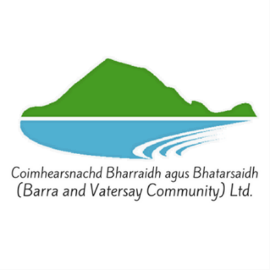 Coimhearsnachd Bharraidh agus Bhatarsaidh
(Barra and Vatersay Community) Ltd.